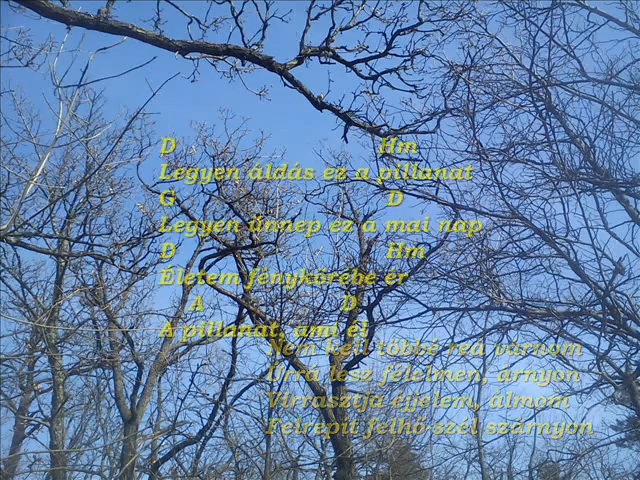 D Hm
Legyen áldás ez a pillanat
G D
Legyen ünnep ez a mai nap
D Hm
Életem fénykörébe ér
A D
A pillanat, ami él
Nem kell többé reá várnom
Úrrá lesz félelmen, árnyon
Virrasztja éjjelem, álmom
Felrepít felhő-szél szárnyon